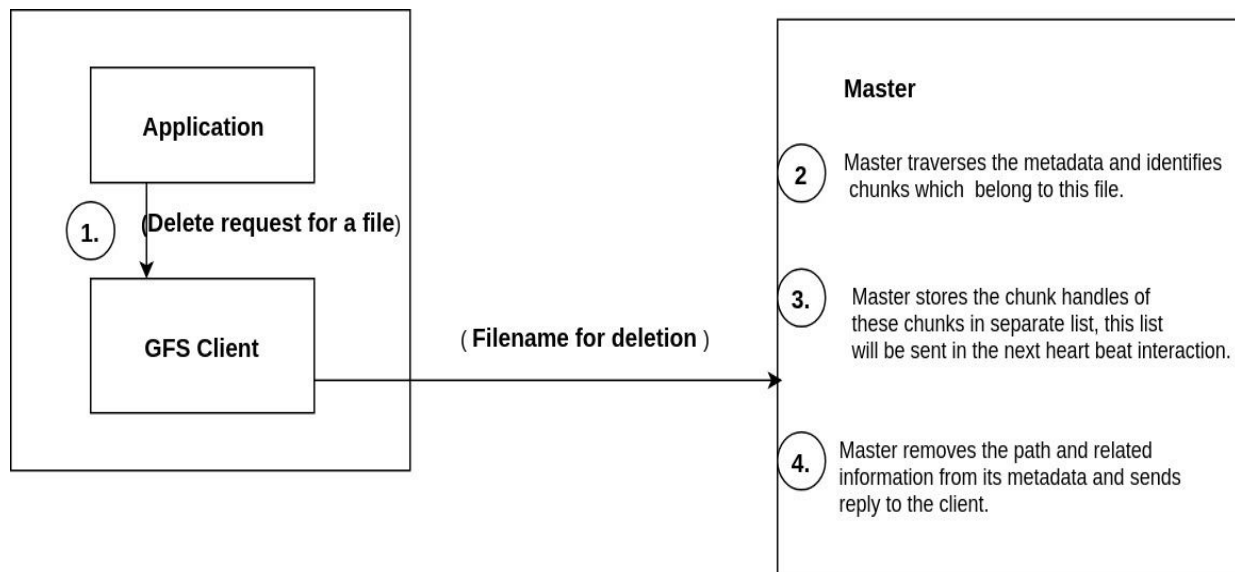 Application
1.
(Delete request for a file)
GFS Client
( Filename for deletion )
Master
2
Master traverses the metadata and identifies
chunks which belong to this file.
3.
Master stores the chunk handles of
these chunks in separate list, this list
will be sent in the next heart beat interaction.
4.
Master removes the path and related
information from its metadata and sends
reply to the client.